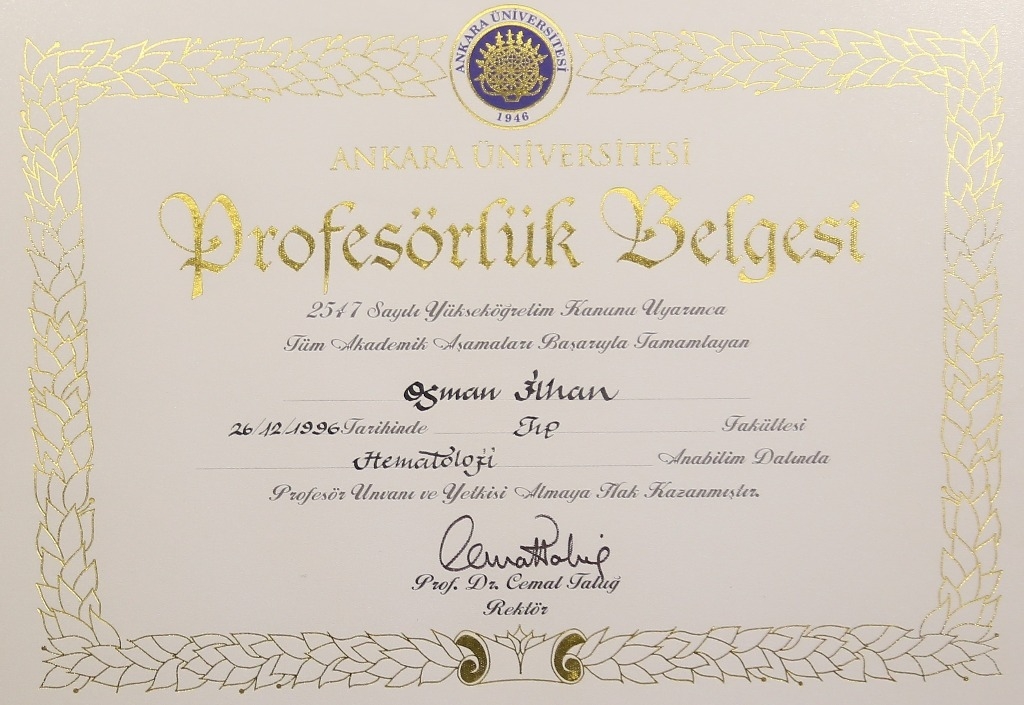 ANKARA ÜNİVERSİTESİ
1946
ANKARA ÜNİVERSİTESİ
Profesörlük Belgesi
2547 Sayılı Yükseköğretim Kanunu Uyarınca
Tüm Akademik Aşamaları Başarıyla Tamamlayan
Osman İlhan
26/12/1996 Tarihinde Tıp Fakültesi
Hematoloji Anabilim Dalında
Profesör Unvanı ve Yetkisi Almaya Hak Kazanmıştır.
Prof. Dr. Cemal Taluğ
Rektör